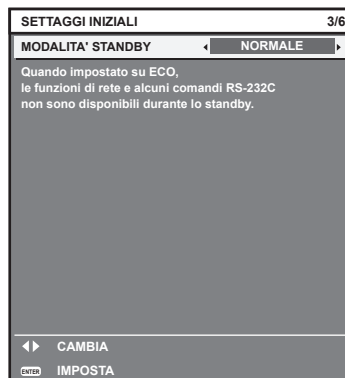 SETTAGGI INIZIALI 3/6
MODALITA' STANDBY NORMALE
Quando impostato su ECO,
le funzioni di rete e alcuni comandi RS-232C
non sono disponibili durante lo standby.
CAMBIA
ENTER IMPOSTA